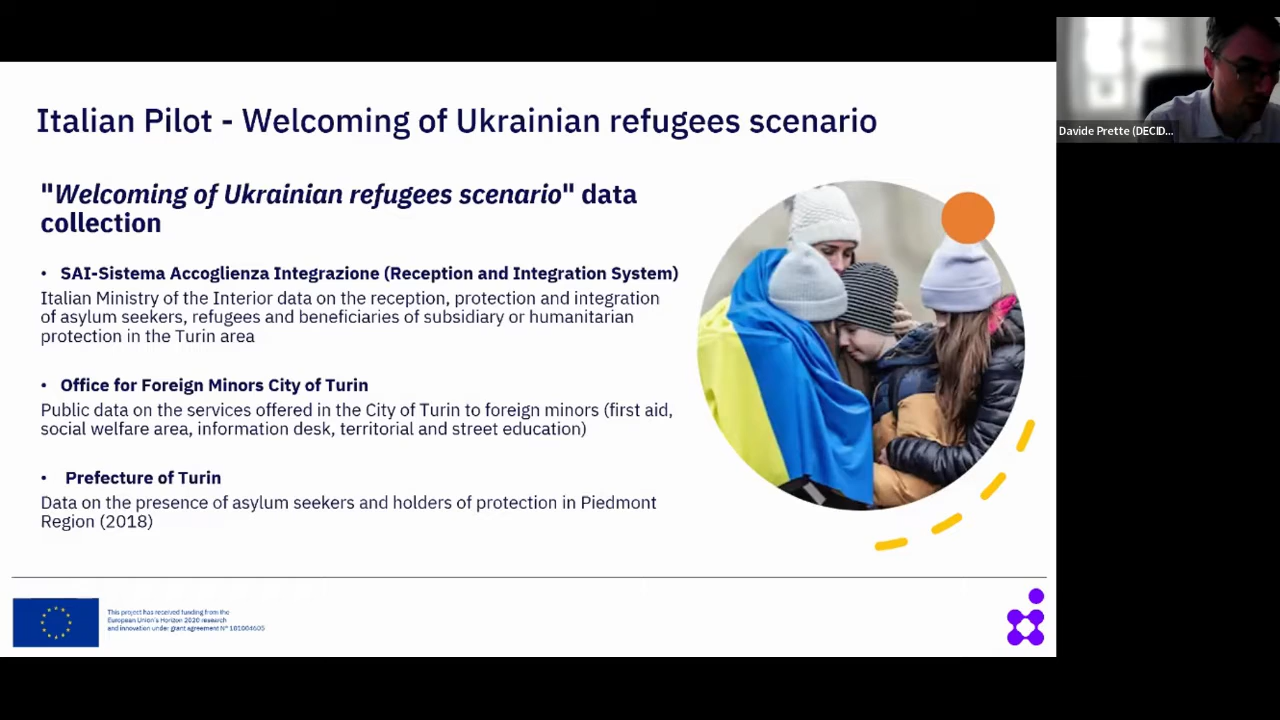 Italian Pilot - Welcoming of Ukrainian refugees scenario
"Welcoming of Ukrainian refugees scenario" data
collection
• SAI-Sistema Accoglienza Integrazione (Reception and Integration System)
Italian Ministry of the Interior data on the reception, protection and integration
of asylum seekers, refugees and beneficiaries of subsidiary or humanitarian
protection in the Turin area
• Office for Foreign Minors City of Turin
Public data on the services offered in the City of Turin to foreign minors (first aid,
social welfare area, information desk, territorial and street education)
• Prefecture of Turin
Data on the presence of asylum seekers and holders of protection in Piedmont
Region (2018)
This project has received funding from the
European Union's Horizon 2020 research
and innovation under grant agreement N° 101004605
Davide Prette (DECID...